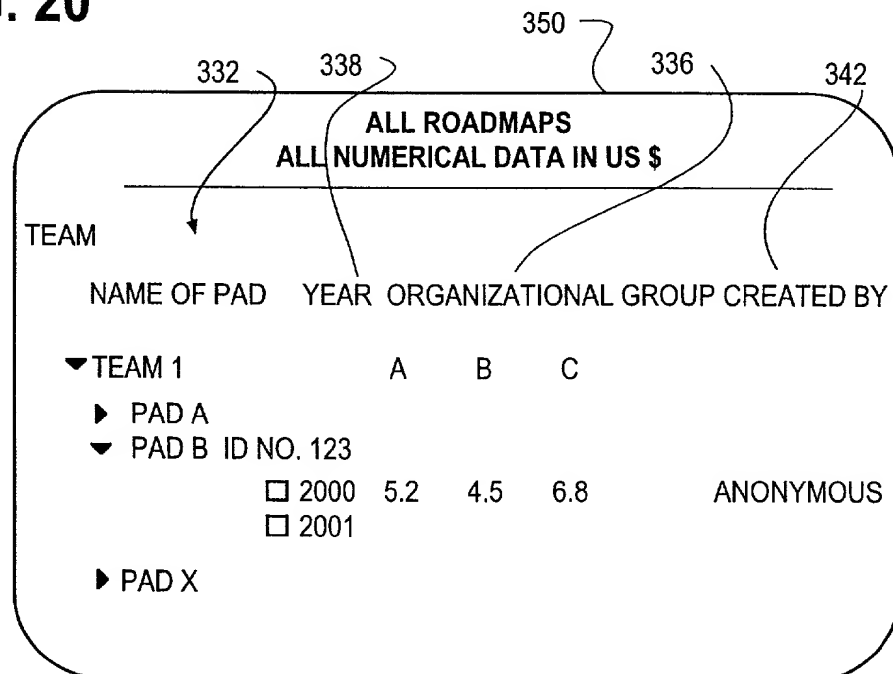 . 20
350
332 338 336 342
ALL ROADMAPS
ALL NUMERICAL DATA IN US $
TEAM
NAME OF PAD YEAR ORGANIZATIONAL GROUP CREATED BY
TEAM 1 A B C
PAD A
PAD B ID NO. 123
2000 5.2 4.5 6.8 ANONYMOUS
2001
PAD X